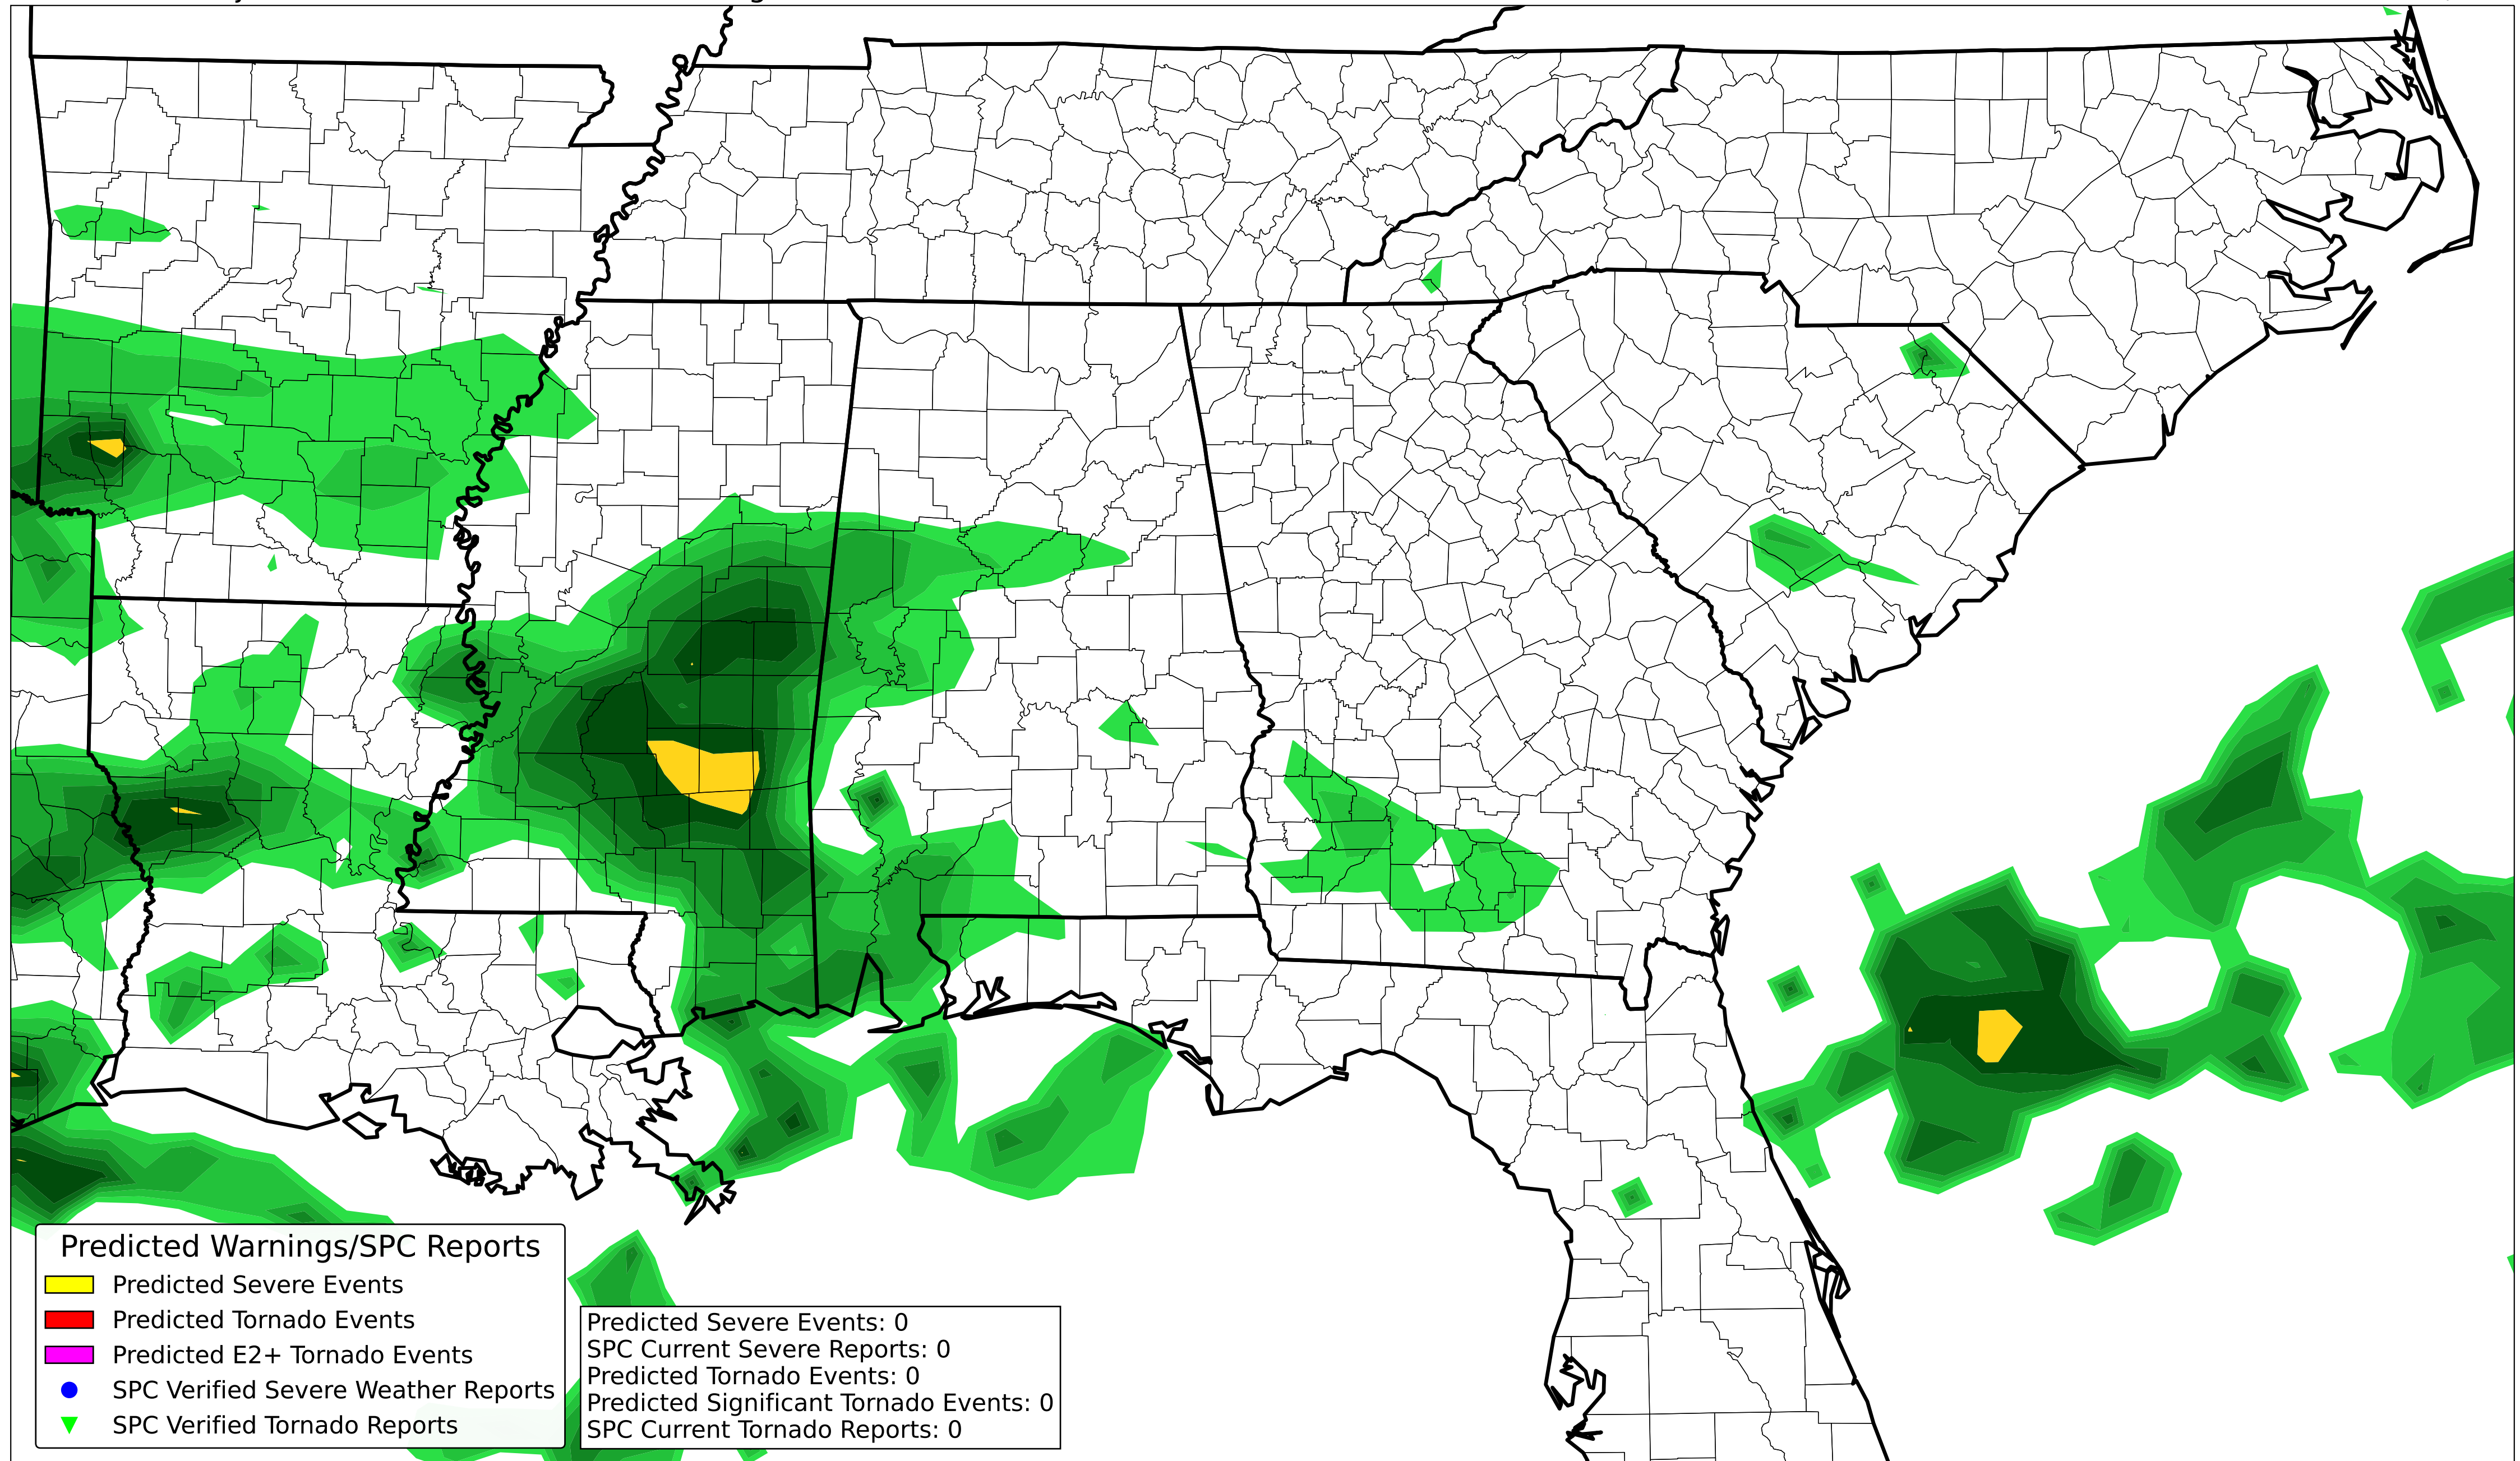 Predicted Warnings/SPC Reports
Predicted Severe Events
Predicted Tornado Events
Predicted E2+ Tornado Events
SPC Verified Severe Weather Reports
SPC Verified Tornado Reports
Predicted Severe Events: 0
SPC Current Severe Reports: 0
Predicted Tornado Events: 0
Predicted Significant Tornado Events: 0
SPC Current Tornado Reports: 0